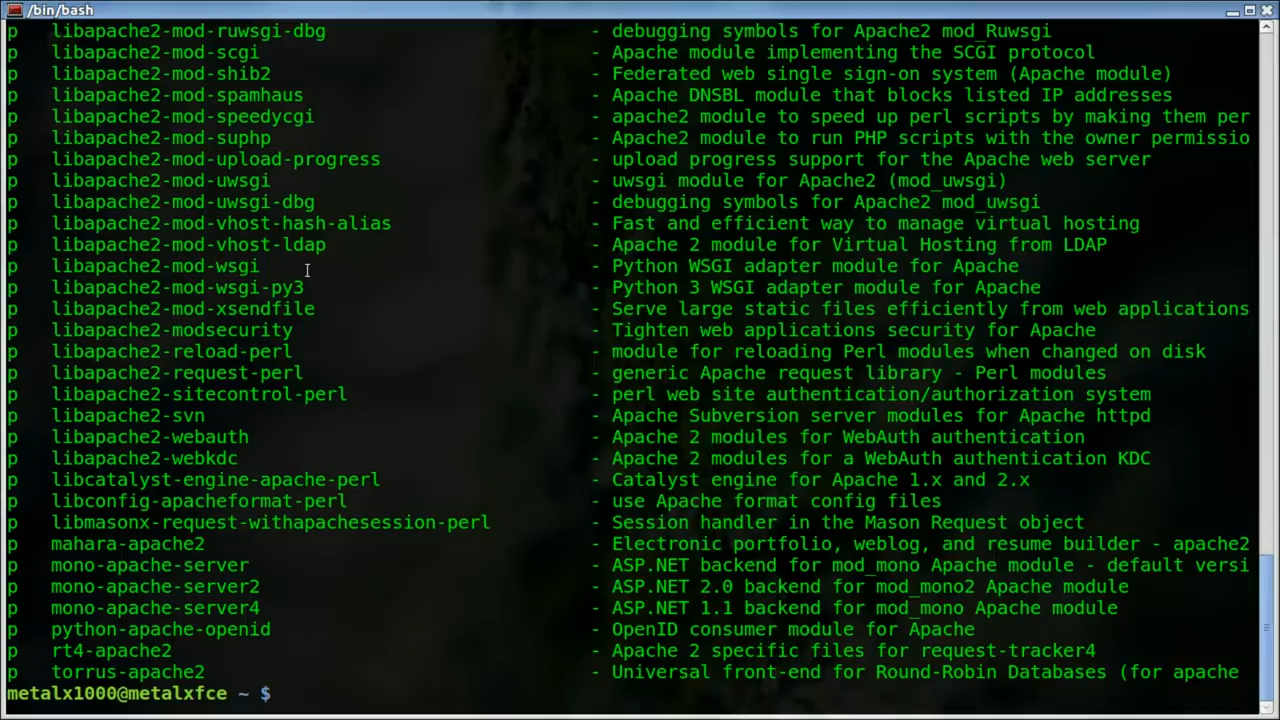 /bin/bash
p libapache2-mod-ruwsgi-dbg - debugging symbols for Apache2 mod_Ruwsgi
p libapache2-mod-scgi - Apache module implementing the SCGI protocol
p libapache2-mod-shib2 - Federated web single sign-on system (Apache module)
p libapache2-mod-spamhaus - Apache DNSBL module that blocks listed IP addresses
p libapache2-mod-speedycgi - apache2 module to speed up perl scripts by making them per
p libapache2-mod-suphp - Apache2 module to run PHP scripts with the owner permissio
p libapache2-mod-upload-progress - upload progress support for the Apache web server
p libapache2-mod-uwsgi - uwsgi module for Apache2 (mod_uwsgi)
p libapache2-mod-uwsgi-dbg - debugging symbols for Apache2 mod_uwsgi
p libapache2-mod-vhost-hash-alias - Fast and efficient way to manage virtual hosting
p libapache2-mod-vhost-ldap - Apache 2 module for Virtual Hosting from LDAP
p libapache2-mod-wsgi - Python WSGI adapter module for Apache
p libapache2-mod-wsgi-py3 - Python 3 WSGI adapter module for Apache
p libapache2-mod-xsendfile - Serve large static files efficiently from web applications
p libapache2-modsecurity - Tighten web applications security for Apache
p libapache2-reload-perl - module for reloading Perl modules when changed on disk
p libapache2-request-perl - generic Apache request library - Perl modules
p libapache2-sitecontrol-perl - perl web site authentication/authorization system
p libapache2-svn - Apache Subversion server modules for Apache httpd
p libapache2-webauth - Apache 2 modules for WebAuth authentication
p libapache2-webkdc - Apache 2 modules for a WebAuth authentication KDC
p libcatalyst-engine-apache-perl - Catalyst engine for Apache 1.x and 2.x
p libconfig-apacheformat-perl - use Apache format config files
p libmasonx-request-withapachesession-perl - Session handler in the Mason Request object
p mahara-apache2 - Electronic portfolio, weblog, and resume builder - apache2
p mono-apache-server - ASP.NET backend for mod_mono Apache module - default versi
p mono-apache-server2 - ASP.NET 2.0 backend for mod_mono2 Apache module
p mono-apache-server4 - ASP.NET 1.1 backend for mod_mono Apache module
p python-apache-openid - OpenID consumer module for Apache
p rt4-apache2 - Apache 2 specific files for request-tracker4
p torrus-apache2 - Universal front-end for Round-Robin Databases (for apache
metalx1000@metalxfce ~ $